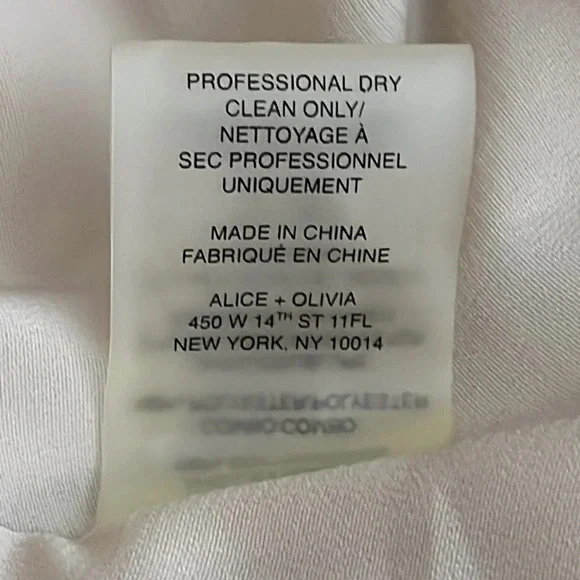 PROFESSIONAL DRY
CLEAN ONLY/
NETTOYAGE À
SEC PROFESSIONNEL
UNIQUEMENT
MADE IN CHINA
FABRIQUÉ EN CHINE
ALICE + OLIVIA
450 W 14TH ST 11FL
NEW YORK, NY 10014